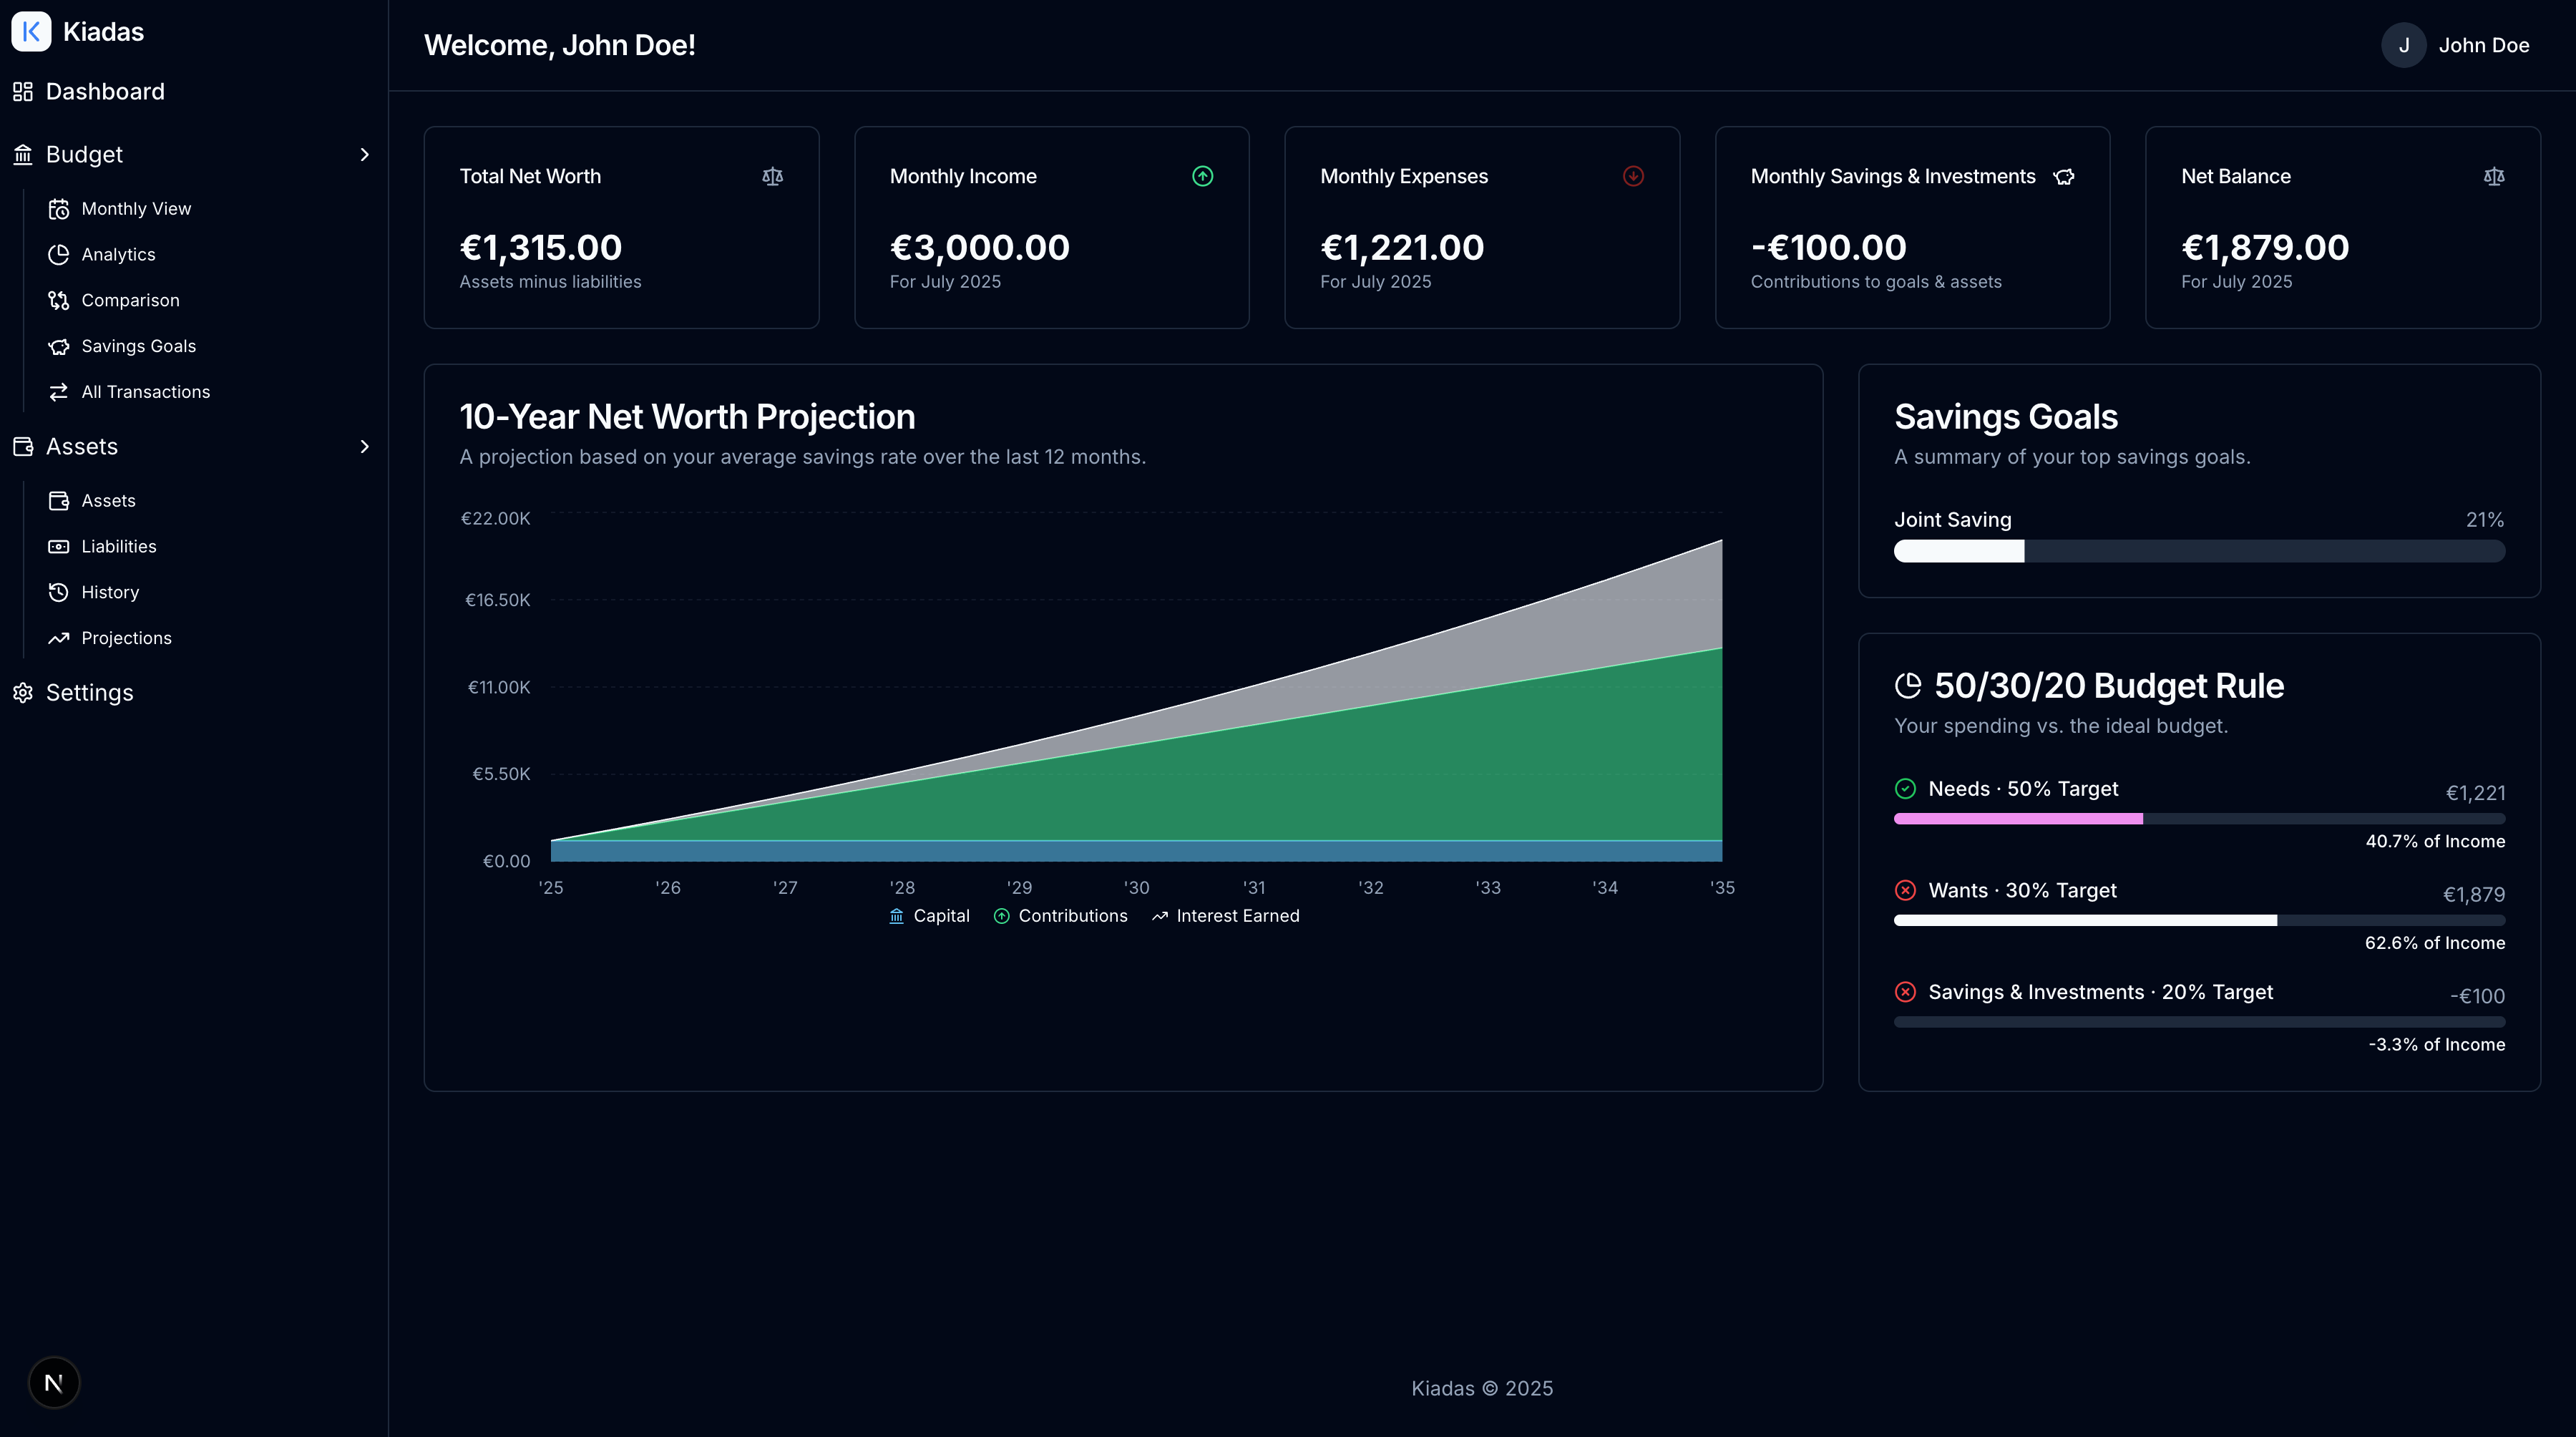 Kiadas
Dashboard
Budget
Monthly View
Analytics
Comparison
Savings Goals
All Transactions
Assets
Assets
Liabilities
History
Projections
Settings
N
Welcome, John Doe!
J
John Doe
Total Net Worth
€1,315.00
Assets minus liabilities
Monthly Income
€3,000.00
For July 2025
Monthly Expenses
€1,221.00
For July 2025
Monthly Savings & Investments
-€100.00
Contributions to goals & assets
Net Balance
€1,879.00
For July 2025
10-Year Net Worth Projection
A projection based on your average savings rate over the last 12 months.
€22.00K
€16.50K
€11.00K
€5.50K
€0.00
'25 '26 '27 '28 '29 '30 '31 '32 '33 '34 '35
Capital Contributions Interest Earned
Savings Goals
A summary of your top savings goals.
Joint Saving 21%
50/30/20 Budget Rule
Your spending vs. the ideal budget.
Needs · 50% Target €1,221
40.7% of Income
Wants · 30% Target €1,879
62.6% of Income
Savings & Investments · 20% Target -€100
-3.3% of Income
Kiadas © 2025